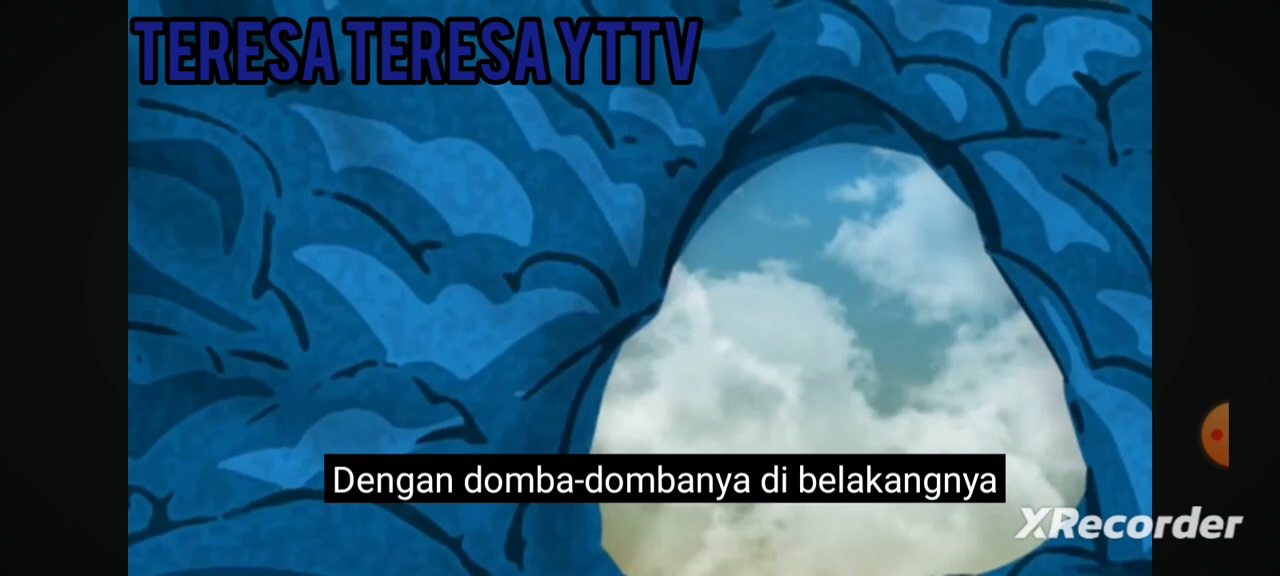 TERESA TERESA YTTV
Dengan domba-dombanya di belakangnya
XRecorder